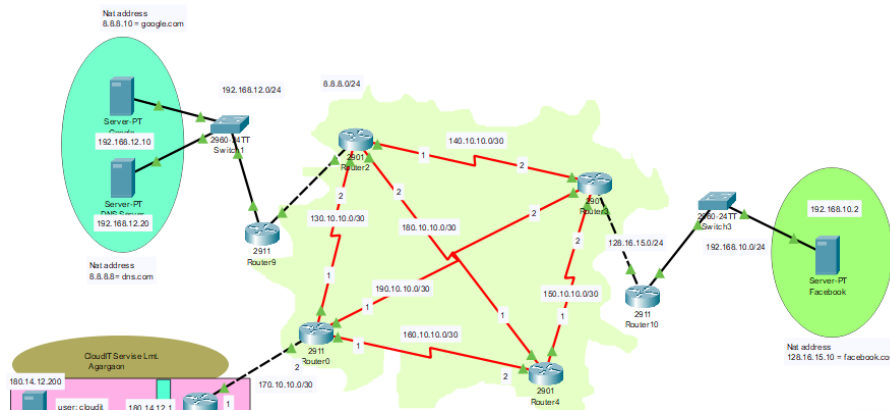 Nat address
8.8.8.10 = google.com
Server-PT
192.168.12.10
Server-PT
DNS Server
192.168.12.20
Nat address
8.8.8.8= dns.com
192.168.12.0/24
2960-24TT
Switch1
2911
Router9
8.8.8.0/24
2901
Router2
140.10.10.0/30
1
2
2
130.10.10.0/30
1
2
180.10.10.0/30
1
2
190.10.10.0/30
1
2
150.10.10.0/30
1
1
160.10.10.0/30
2
2911
Router0
2901
Router4
128.16.15.0/24
2911
Router10
2960-24TT
Switch3
192.168.10.0/24
192.168.10.2
Server-PT
Facebook
Nat address
128.16.15.10 = facebook.co
CloudIT Servise Lmt.
Agargaon
2
170.10.10.0/30
1
180.14.12.200
user: cloudit
180.14.12.1